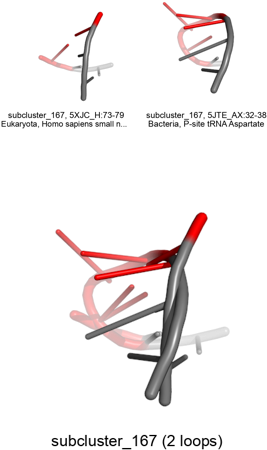 subcluster_167, 5XJC_H:73-79
Eukaryota, Homo sapiens small n...
subcluster_167, 5JTE_AX:32-38
Bacteria, P-site tRNA Aspartate
subcluster_167 (2 loops)